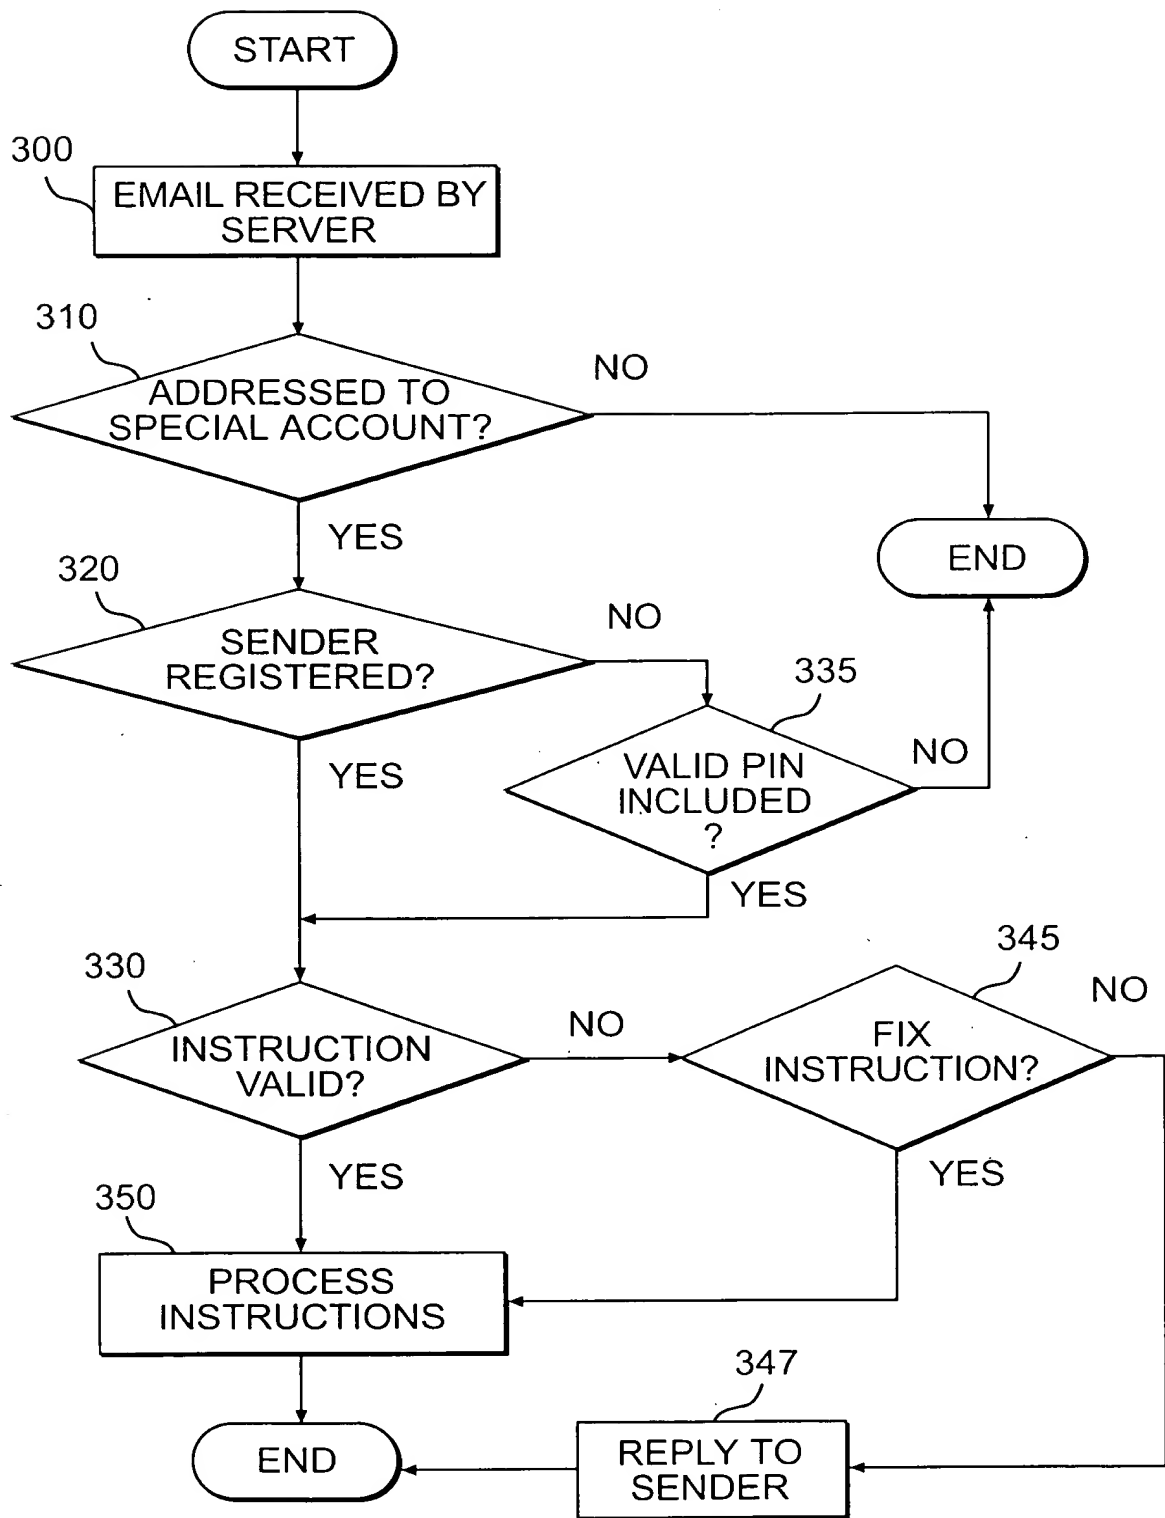 START
300
EMAIL RECEIVED BY
SERVER
310
NO
ADDRESSED TO
SPECIAL ACCOUNT?
YES
END
320
NO
SENDER
REGISTERED?
335
YES
NO
VALID PIN
INCLUDED
?
YES
330
345
NO
NO
INSTRUCTION
VALID?
FIX
INSTRUCTION?
YES
YES
350
PROCESS
INSTRUCTIONS
347
END
REPLY TO
SENDER